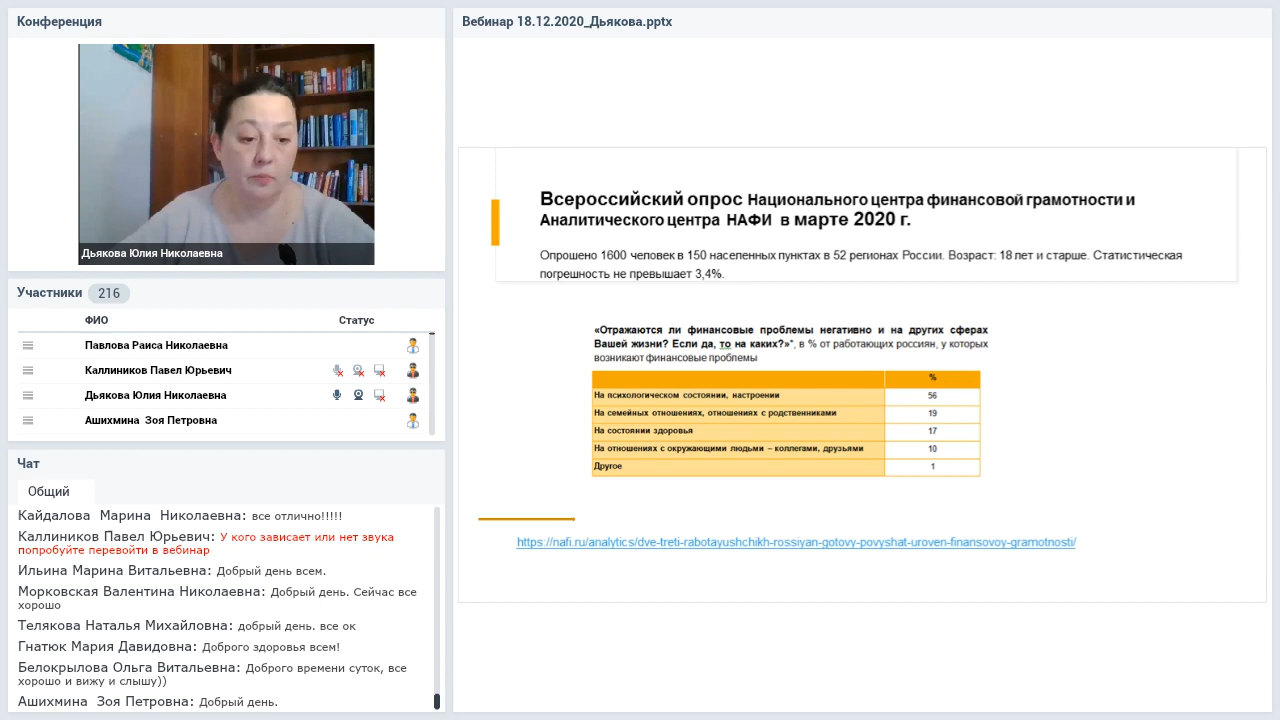 Конференция
Дьякова Юлия Николаевна
Участники 216
ФИО Статус
Павлова Раиса Николаевна
Каллиников Павел Юрьевич
Дьякова Юлия Николаевна
Ашихмина Зоя Петровна
Чат
Общий
Кайдалова Марина Николаевна: все отлично!!!!!
Каллиников Павел Юрьевич: У кого зависает или нет звука
попробуйте перевойти в вебинар
Ильина Марина Витальевна: Добрый день всем.
Морковская Валентина Николаевна: Добрый день. Сейчас все
хорошо
Телякова Наталья Михайловна: добрый день. все ок
Гнатюк Мария Давидовна: Доброго здоровья всем!
Белокрылова Ольга Витальевна: Доброго времени суток, все
хорошо и вижу и слышу))
Ашихмина Зоя Петровна: Добрый день.
Вебинар 18.12.2020_Дьякова.pptx
Всероссийский опрос Национального центра финансовой грамотности и
Аналитического центра НАФИ в марте 2020 г.
Опрошено 1600 человек в 150 населенных пунктах в 52 регионах России. Возраст: 18 лет и старше. Статистическая
погрешность не превышает 3,4%.
«Отражаются ли финансовые проблемы негативно и на других сферах
Вашей жизни? Если да, то на каких?»*, в % от работающих россиян, у которых
возникают финансовые проблемы
%
На психологическом состоянии, настроении 56
На семейных отношениях, отношениях с родственниками 19
На состоянии здоровья 17
На отношениях с окружающими людьми – коллегами, друзьями 10
Другое 1
https://nafi.ru/analytics/dve-treti-rabotayushchikh-rossiyan-gotovy-povyshat-uroven-finansovoy-gramotnosti/